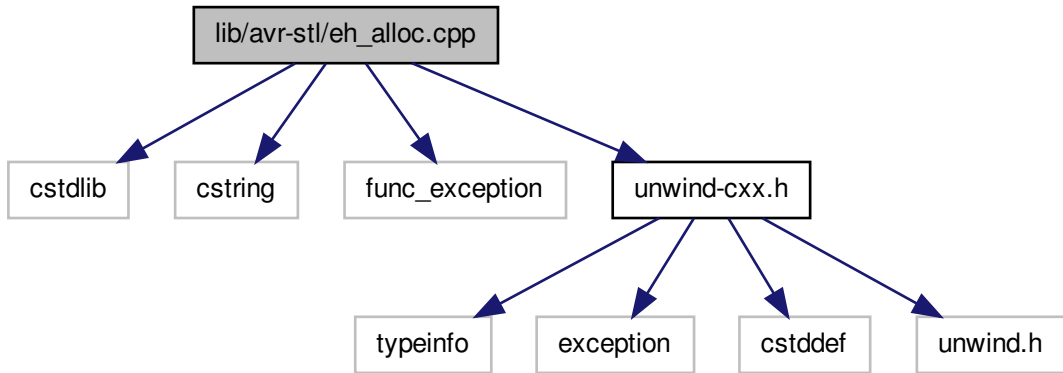 lib/avr-stl/eh_alloc.cpp
cstdlib
cstring
func_exception
unwind-cxx.h
typeinfo
exception
cstddef
unwind.h